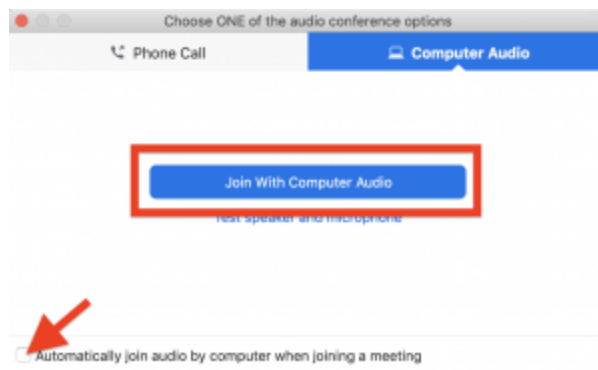 Choose ONE of the audio conference options
Phone Call
Computer Audio
Join With Computer Audio
Test speaker and microphone
Automatically join audio by computer when joining a meeting